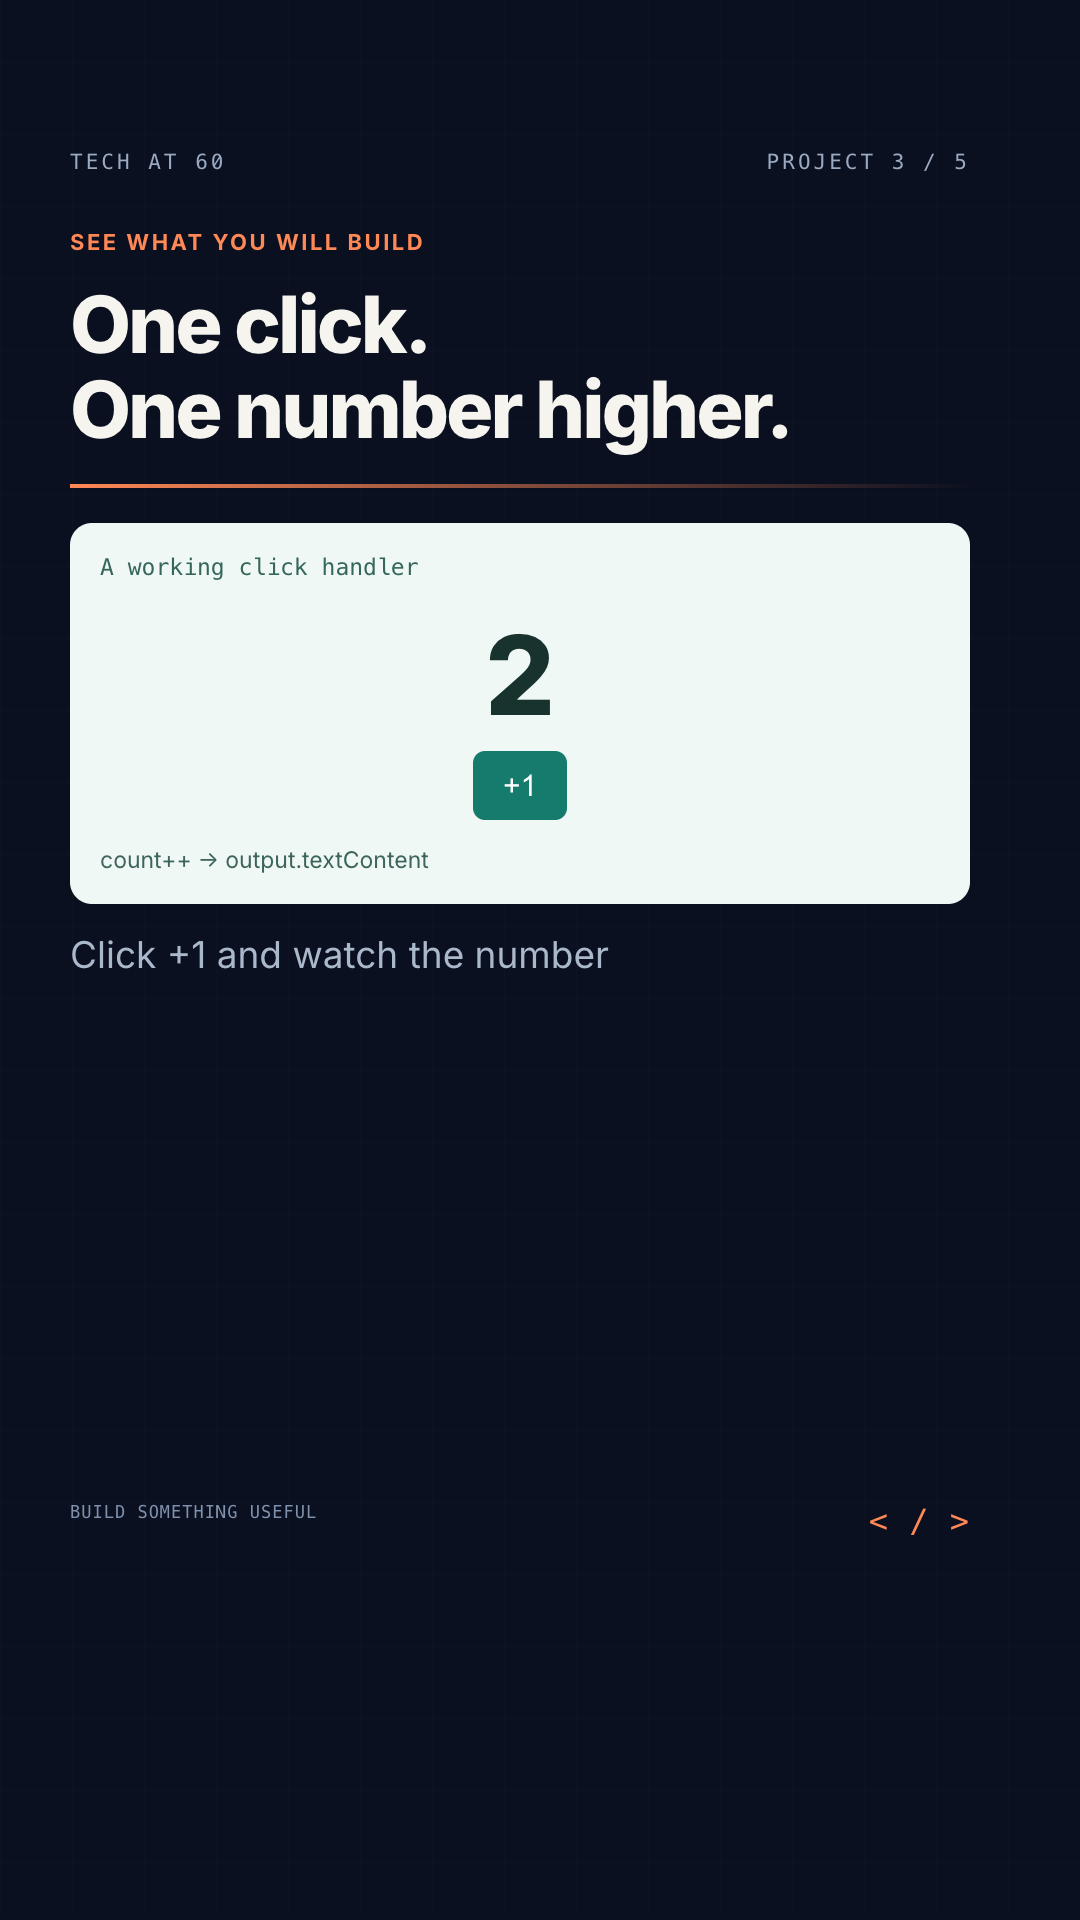 TECH AT 60
PROJECT 3 / 5
SEE WHAT YOU WILL BUILD
One click.
One number higher.
A working click handler
2
+1
count++ → output.textContent
Click +1 and watch the number
BUILD SOMETHING USEFUL
< / >